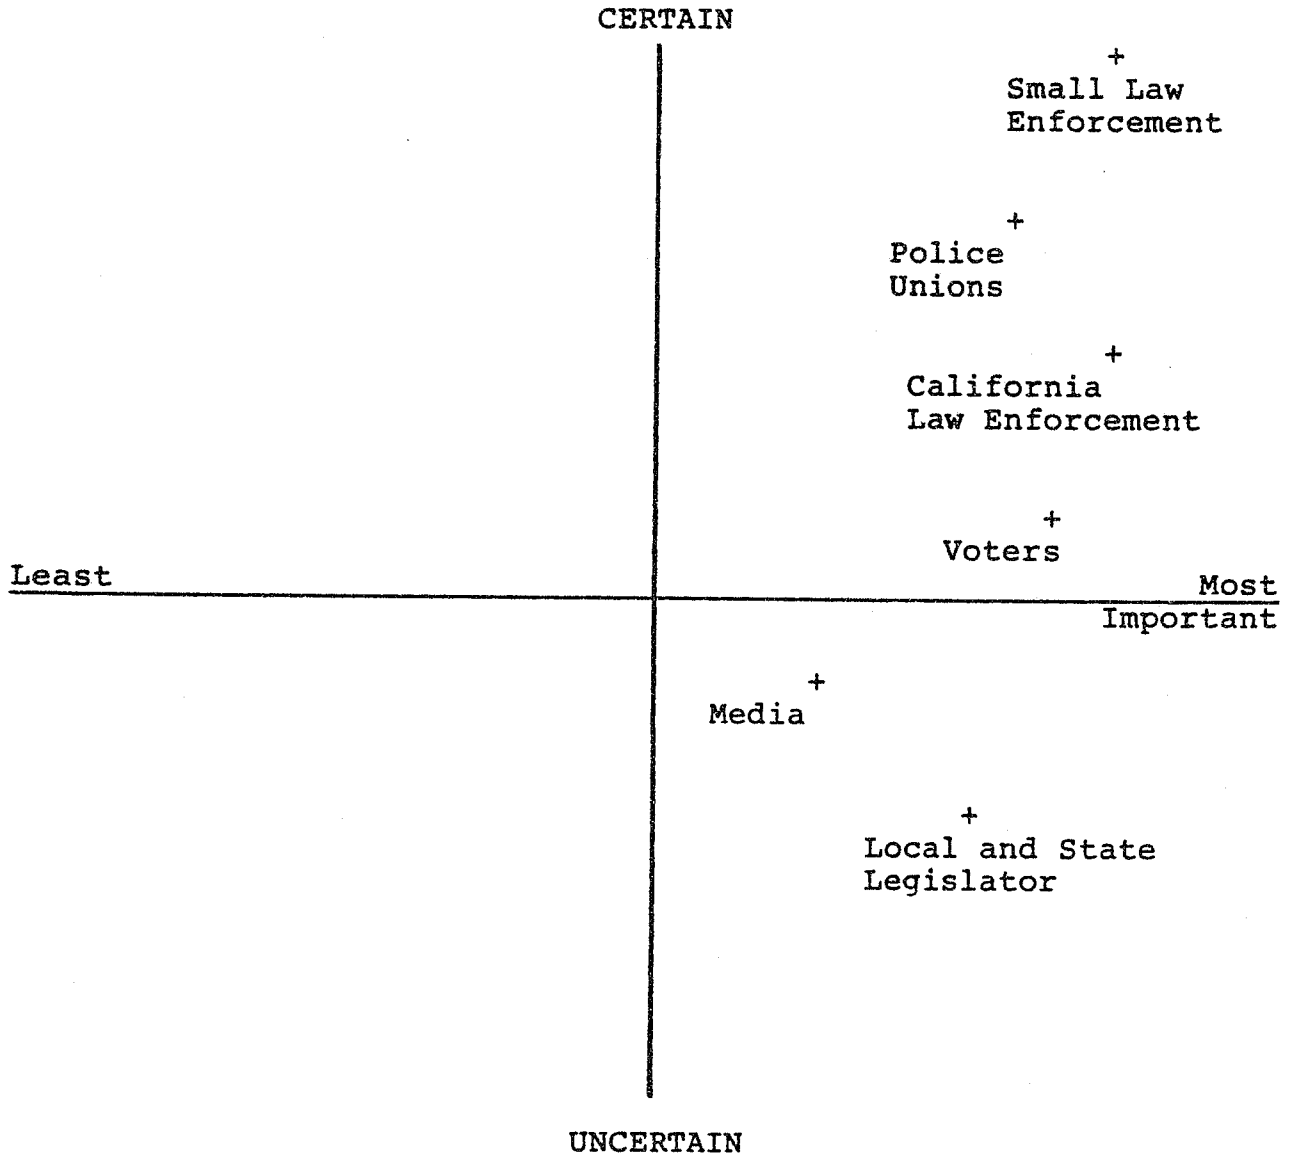 CERTAIN
+
Small Law
Enforcement
+
Police
Unions
+
California
Law Enforcement
+
Voters
Least
Most
Important
+
Media
+
Local and State
Legislator
UNCERTAIN